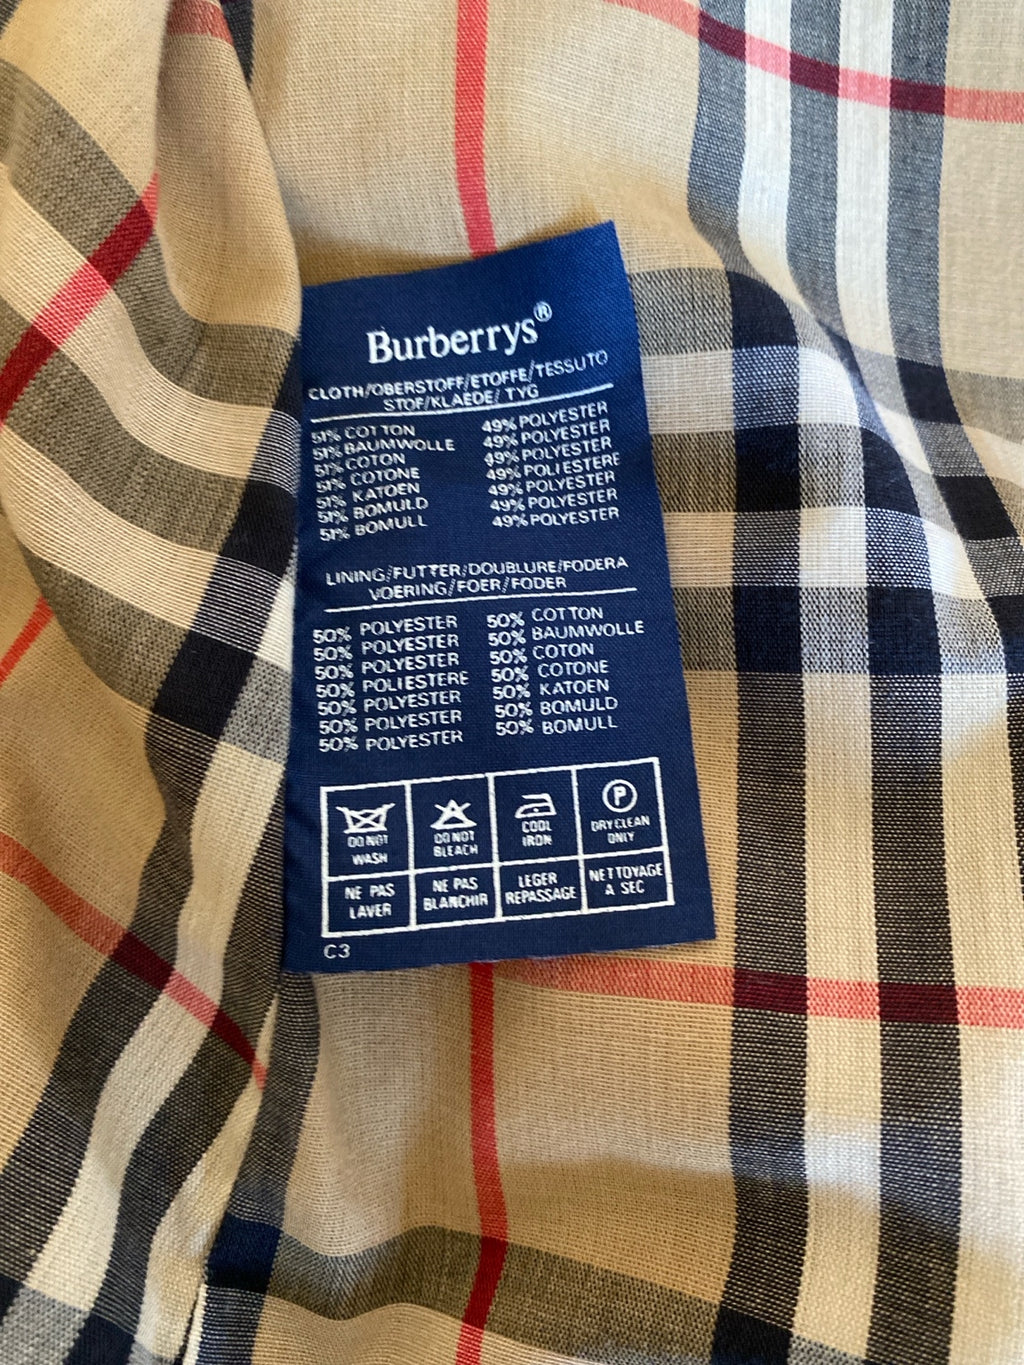 Burberrys®
CLOTH/OBERSTOFF/ETOFFE/TESSUTO
STOF/KLAEDE/TYG
51% COTTON 49% POLYESTER
51% BAUMWOLLE 49% POLYESTER
51% COTON 49% POLYESTER
51% COTONE 49% POLIESTERE
51% KATOEN 49% POLYESTER
51% BOMULD 49% POLYESTER
51% BOMULL 49% POLYESTER
LINING/FUTTER/DOUBLURE/FODERA
VOERING/FOER/FODER
50% POLYESTER 50% COTTON
50% POLYESTER 50% BAUMWOLLE
50% POLYESTER 50% COTON
50% POLIESTERE 50% COTONE
50% POLYESTER 50% KATOEN
50% POLYESTER 50% BOMULD
50% POLYESTER 50% BOMULL
P
DO NOT WASH
DO NOT BLEACH
COOL IRON
DRY CLEAN ONLY
NE PAS LAVER
NE PAS BLANCHIR
LEGER REPASSAGE
NETTOYAGE A SEC
C3